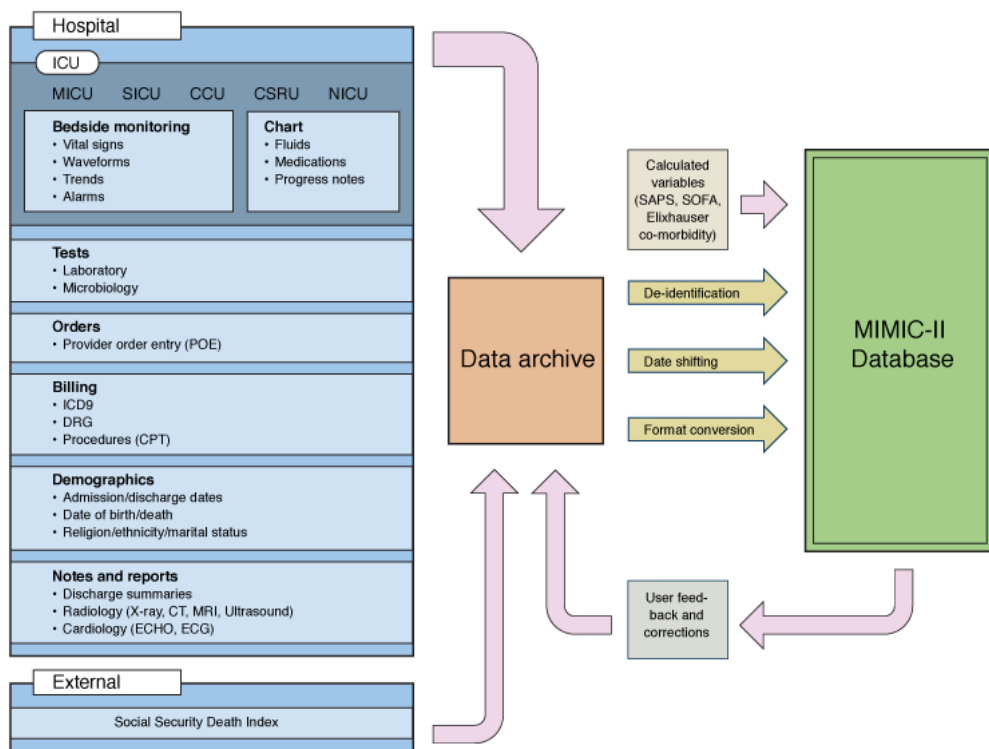 Hospital
ICU
MICU SICU CCU CSRU NICU
Bedside monitoring
• Vital signs
• Waveforms
• Trends
• Alarms
Chart
• Fluids
• Medications
• Progress notes
Tests
• Laboratory
• Microbiology
Orders
• Provider order entry (POE)
Billing
• ICD9
• DRG
• Procedures (CPT)
Demographics
• Admission/discharge dates
• Date of birth/death
• Religion/ethnicity/marital status
Notes and reports
• Discharge summaries
• Radiology (X-ray, CT, MRI, Ultrasound)
• Cardiology (ECHO, ECG)
External
Social Security Death Index
Data archive
Calculated
variables
(SAPS, SOFA,
Elixhauser
co-morbidity)
De-identification
Date shifting
Format conversion
MIMIC-II
Database
User feed-
back and
corrections